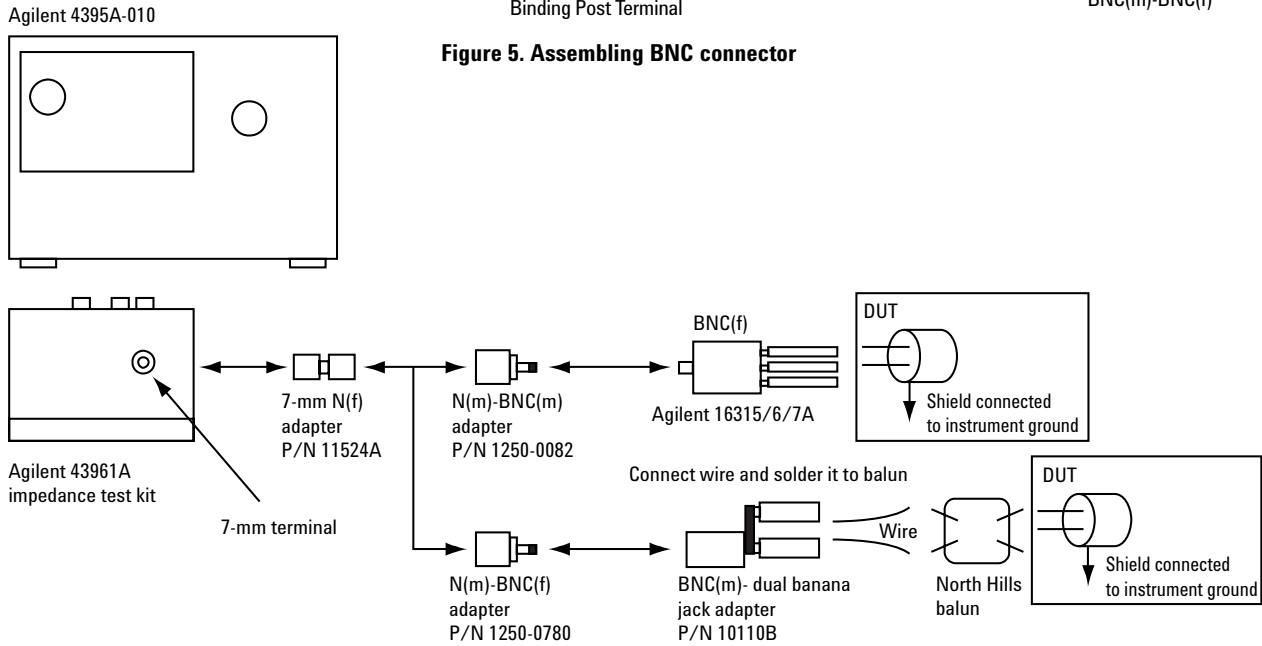 Agilent 4395A-010
Binding Post Terminal
BNC(m)-BNC(f)
Figure 5. Assembling BNC connector
BNC(f)
DUT
7-mm N(f)
adapter
P/N 11524A
N(m)-BNC(m)
adapter
P/N 1250-0082
Agilent 16315/6/7A
Shield connected
to instrument ground
Agilent 43961A
impedance test kit
7-mm terminal
Connect wire and solder it to balun
DUT
Wire
N(m)-BNC(f)
adapter
P/N 1250-0780
BNC(m)- dual banana
jack adapter
P/N 10110B
North Hills
balun
Shield connected
to instrument ground